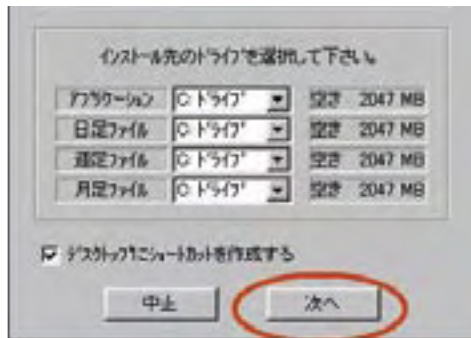 インストール先のドライブを選択して下さい。
アプリケーション C: ドライブ 空き 2047 MB
日足ファイル C: ドライブ 空き 2047 MB
週足ファイル C: ドライブ 空き 2047 MB
月足ファイル C: ドライブ 空き 2047 MB
デスクトップにショートカットを作成する
中止 次へ